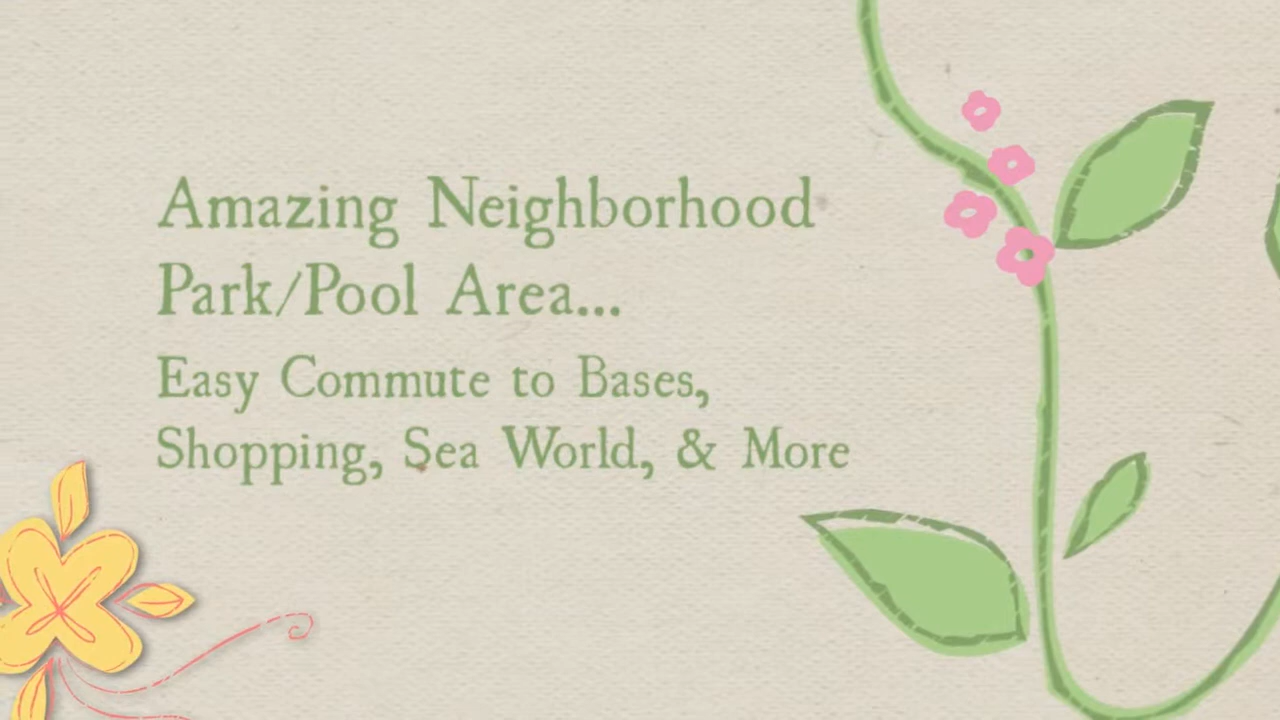 Amazing Neighborhood
Park/Pool Area...
Easy Commute to Bases,
Shopping, Sea World, & More